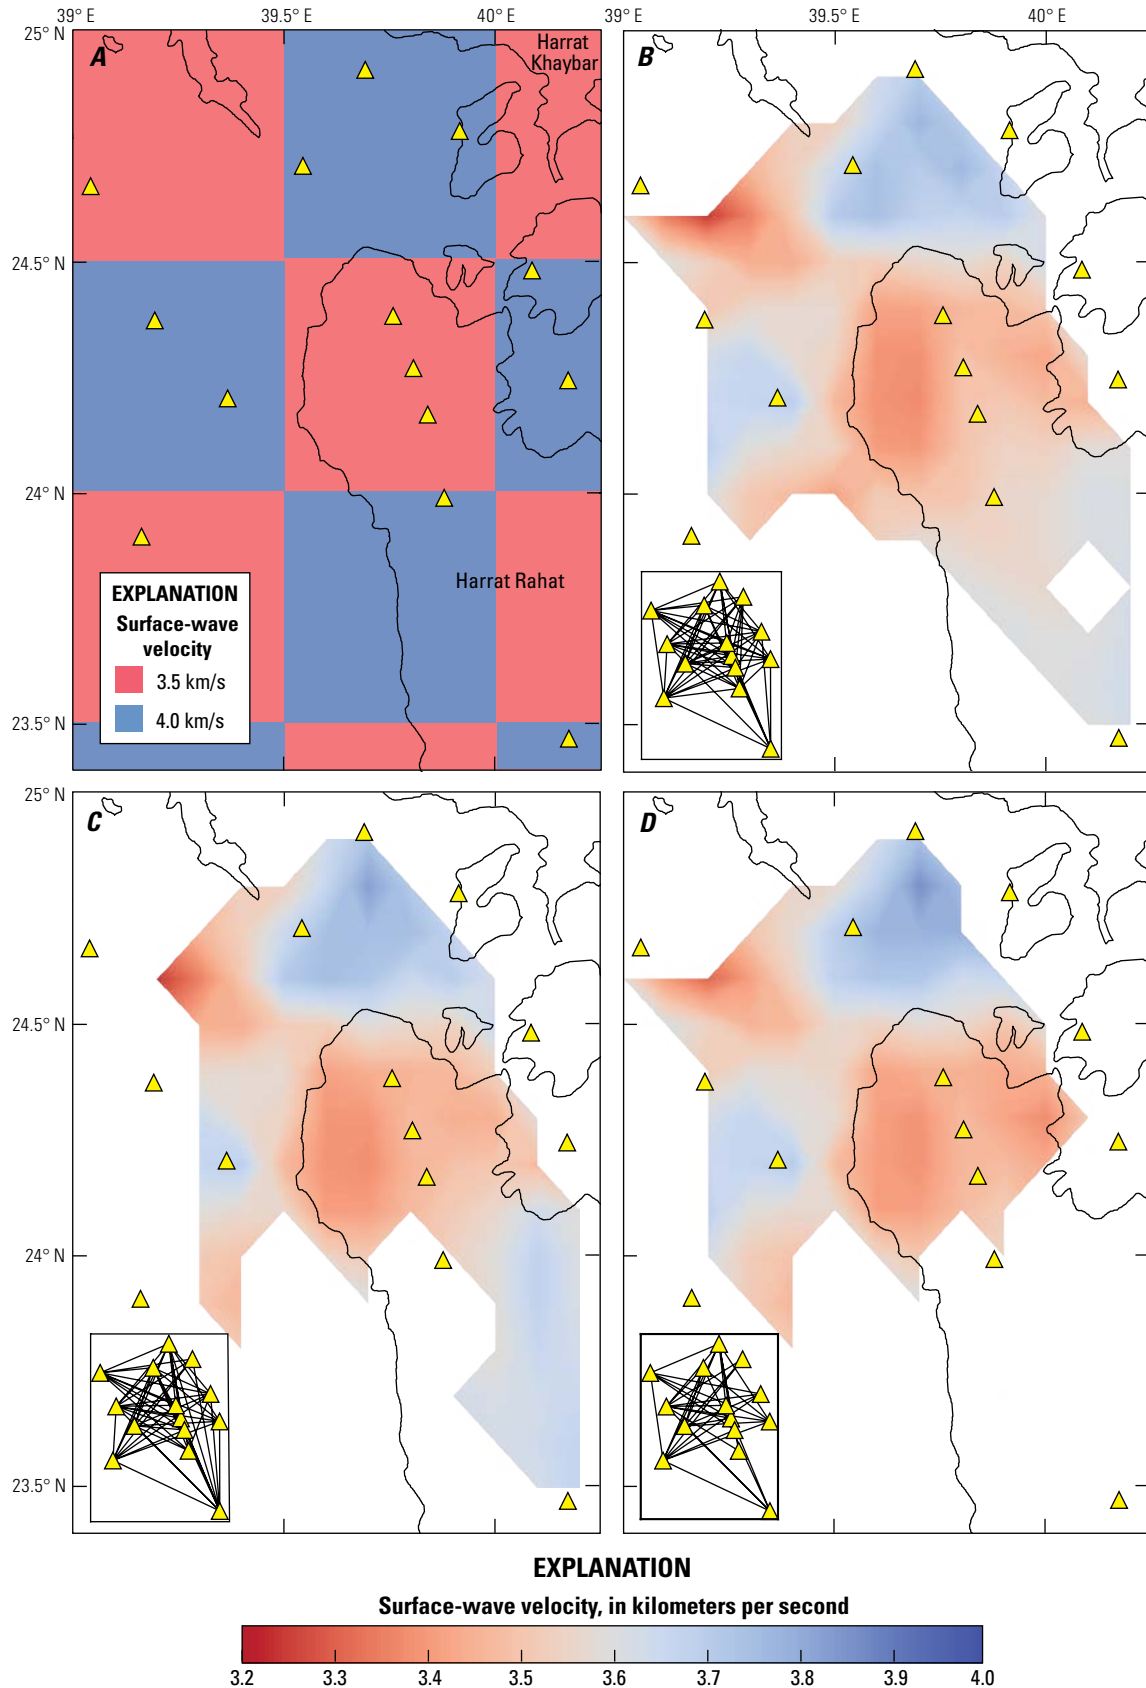 39° E 39.5° E 40° E 39° E 39.5° E 40° E
25° N
A
Harrat
Khaybar
B
24.5° N
24° N
Harrat Rahat
EXPLANATION
Surface-wave
velocity
3.5 km/s
4.0 km/s
23.5° N
25° N
C
D
24.5° N
24° N
23.5° N
EXPLANATION
Surface-wave velocity, in kilometers per second
3.2 3.3 3.4 3.5 3.6 3.7 3.8 3.9 4.0